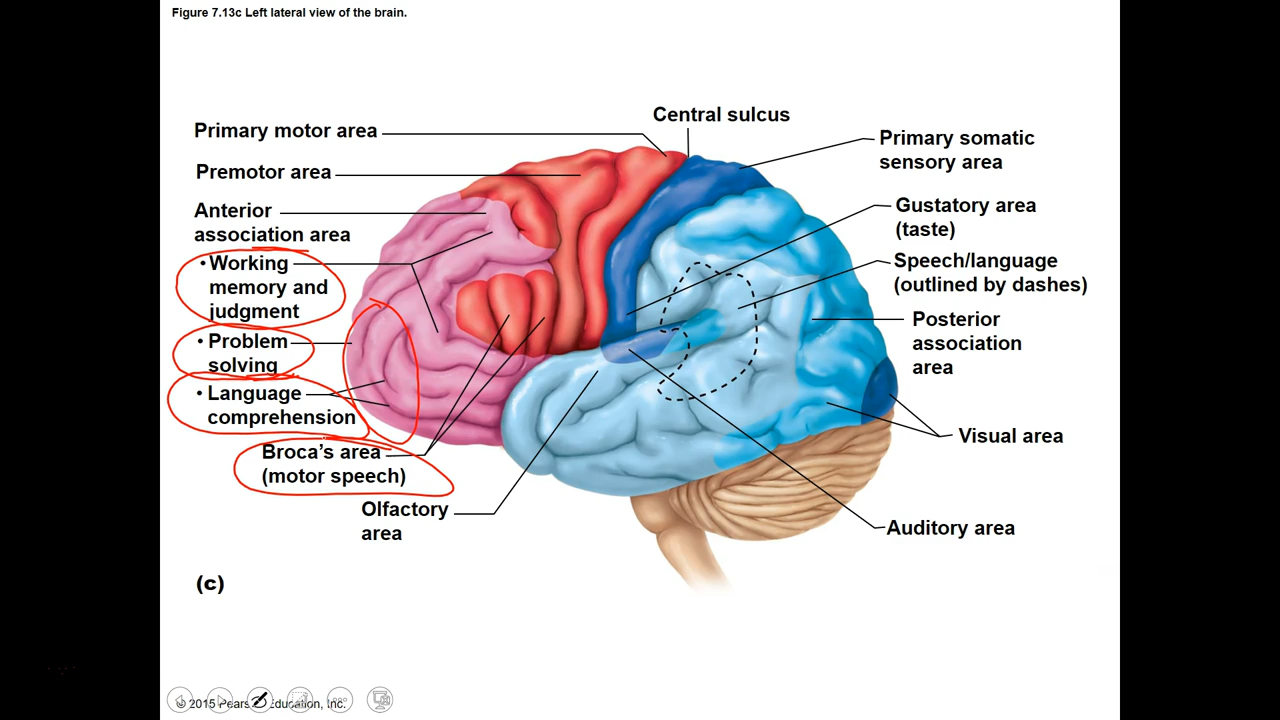 Figure 7.13c Left lateral view of the brain.
Central sulcus
Primary motor area
Premotor area
Anterior
association area
• Working
memory and
judgment
• Problem
solving
• Language
comprehension
Broca’s area
(motor speech)
Olfactory
area
Primary somatic
sensory area
Gustatory area
(taste)
Speech/language
(outlined by dashes)
Posterior
association
area
Visual area
Auditory area
(c)
© 2015 Pearson Education, Inc.